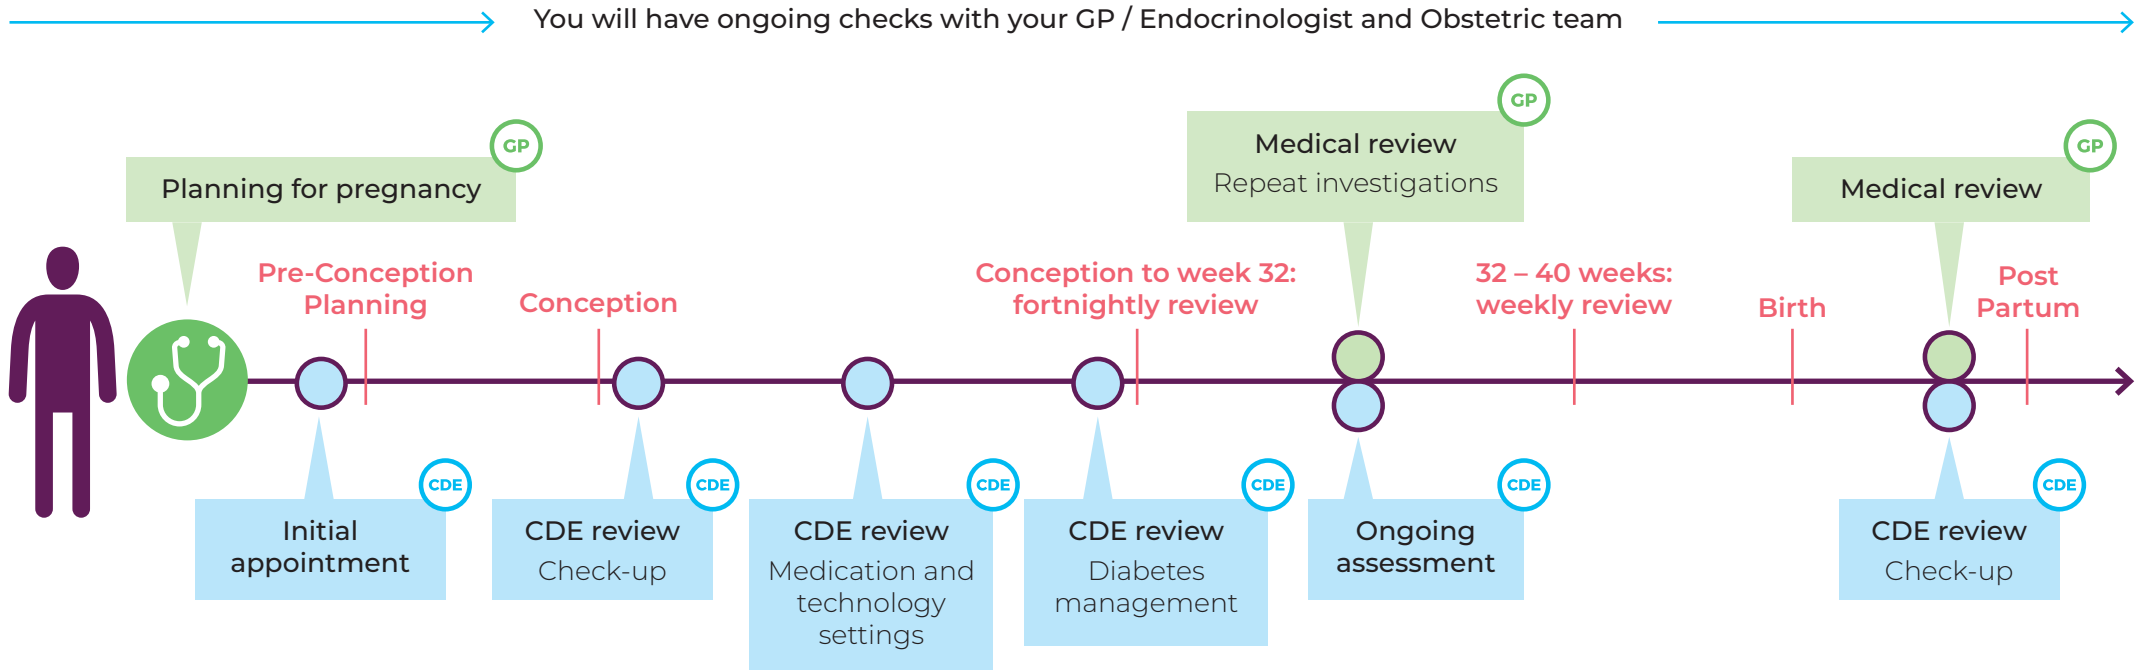 You will have ongoing checks with your GP / Endocrinologist and Obstetric team
GP
Planning for pregnancy
GP
Medical review
Repeat investigations
GP
Medical review
Pre-Conception
Planning
Conception
Conception to week 32:
fortnightly review
32 – 40 weeks:
weekly review
Birth
Post
Partum
CDE
Initial
appointment
CDE
CDE review
Check-up
CDE
CDE review
Medication and
technology
settings
CDE
CDE review
Diabetes
management
CDE
Ongoing
assessment
CDE
CDE review
Check-up